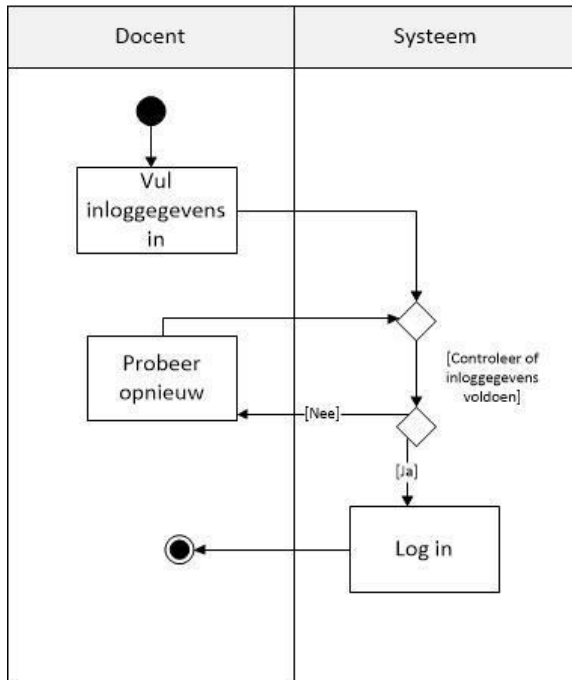 Docent
Systeem
Vul
inloggegevens
in
Probeer
opnieuw
[Controleer of
inloggegevens
voldoen]
[Nee]
[Ja]
Log in